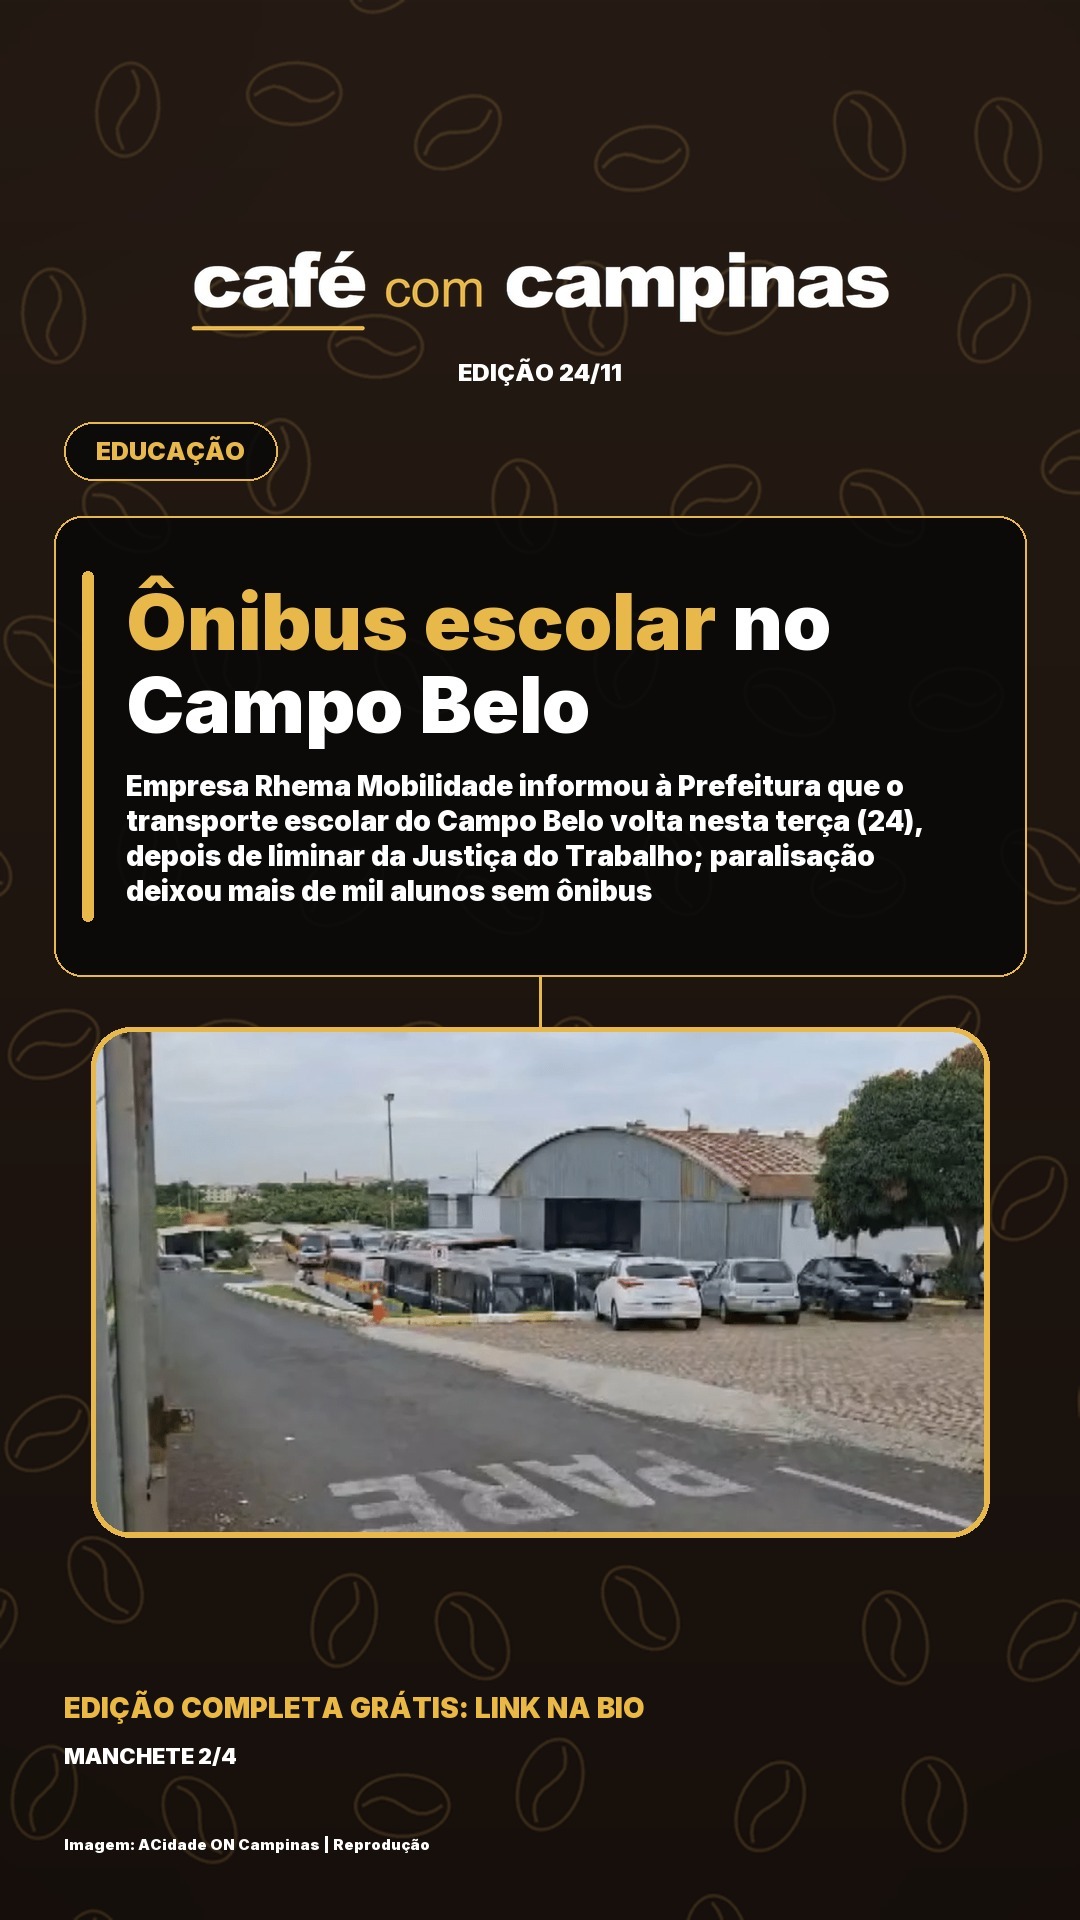 café com campinas
EDIÇÃO 24/11
EDUCAÇÃO
Ônibus escolar no
Campo Belo
Empresa Rhema Mobilidade informou à Prefeitura que o
transporte escolar do Campo Belo volta nesta terça (24),
depois de liminar da Justiça do Trabalho; paralisação
deixou mais de mil alunos sem ônibus
PARE
EDIÇÃO COMPLETA GRÁTIS: LINK NA BIO
MANCHETE 2/4
Imagem: ACidade ON Campinas | Reprodução